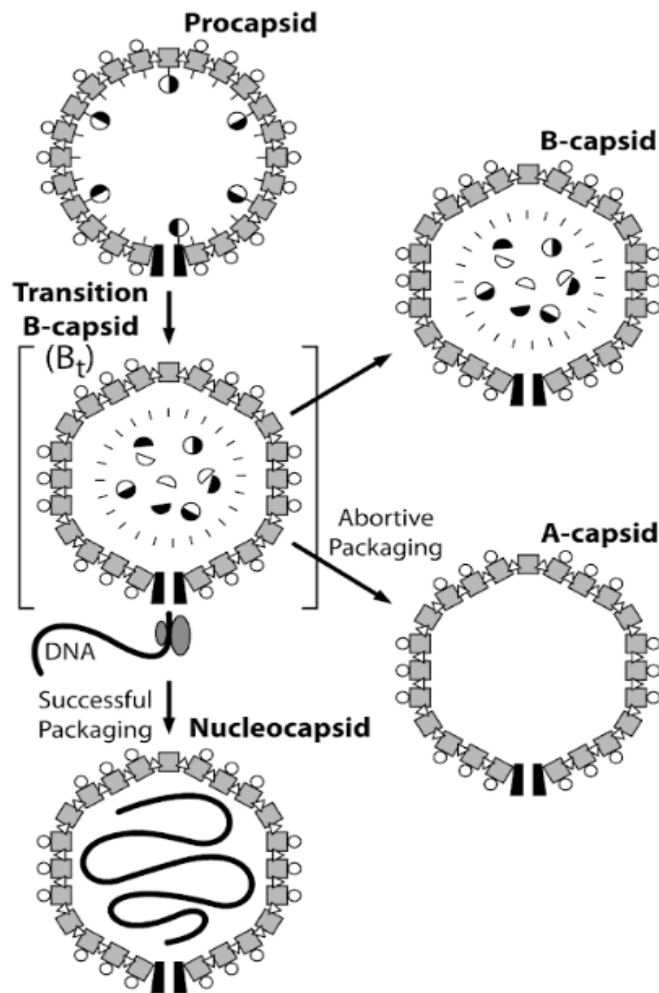 Procapsid
B-capsid
Transition
B-capsid
(Bt)
Abortive
Packaging
A-capsid
DNA
Successful
Packaging
Nucleocapsid